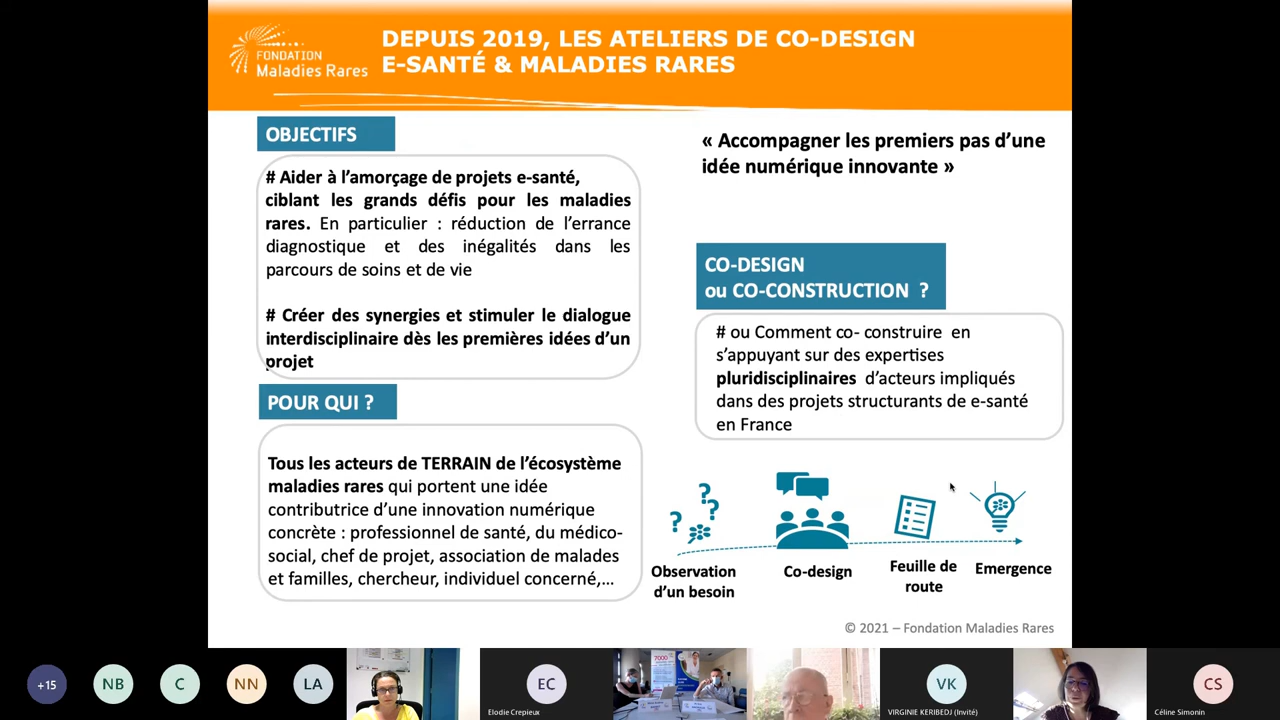 FONDATION
Maladies Rares
DEPUIS 2019, LES ATELIERS DE CO-DESIGN
E-SANTÉ & MALADIES RARES
OBJECTIFS
# Aider à l’amorçage de projets e-santé,
ciblant les grands défis pour les maladies
rares. En particulier : réduction de l’errance
diagnostique et des inégalités dans les
parcours de soins et de vie
# Créer des synergies et stimuler le dialogue
interdisciplinaire dès les premières idées d’un
projet
POUR QUI ?
Tous les acteurs de TERRAIN de l’écosystème
maladies rares qui portent une idée
contributrice d’une innovation numérique
concrète : professionnel de santé, du médico-
social, chef de projet, association de malades
et familles, chercheur, individuel concerné,...
« Accompagner les premiers pas d’une
idée numérique innovante »
CO-DESIGN
ou CO-CONSTRUCTION ?
# ou Comment co- construire en
s’appuyant sur des expertises
pluridisciplinaires d’acteurs impliqués
dans des projets structurants de e-santé
en France
Observation
d’un besoin
Co-design
Feuille de
route
Emergence
© 2021 – Fondation Maladies Rares
+15
NB
C
NN
LA
EC
Elodie Crepieux
7000
VK
VIRGINIE KERIBEDJ (Invité)
CS
Céline Simonin